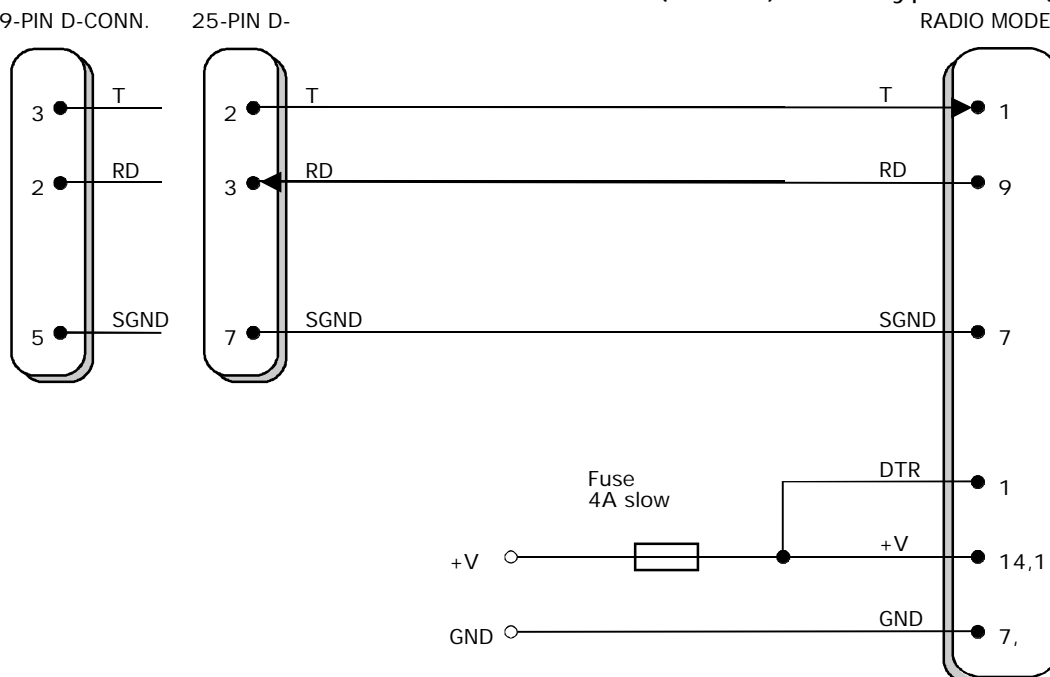 9-PIN D-CONN. 25-PIN D- RADIO MODE
3 T 2 T T 1
2 RD 3 RD RD 9
5 SGND 7 SGND SGND 7
DTR 1
Fuse
4A slow
+V +V 14,1
GND GND 7,